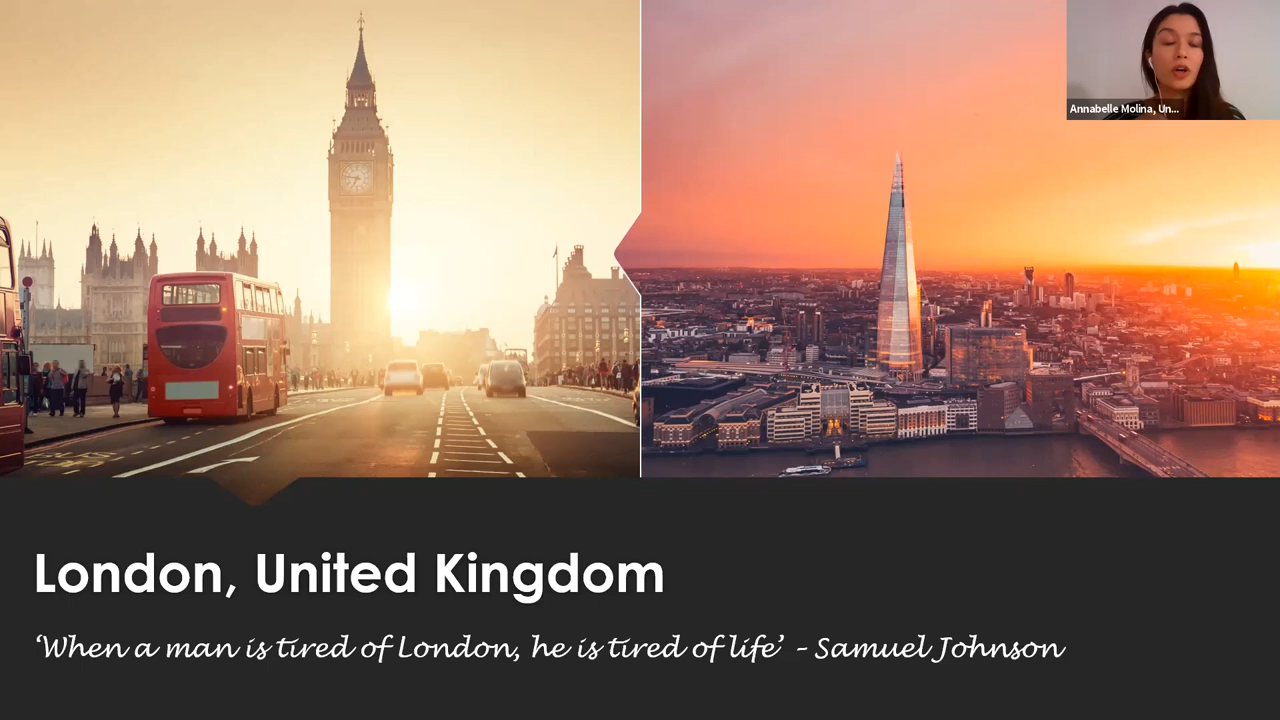 Annabelle Molina, Un...
London, United Kingdom
‘When a man is tired of London, he is tired of life’ – Samuel Johnson